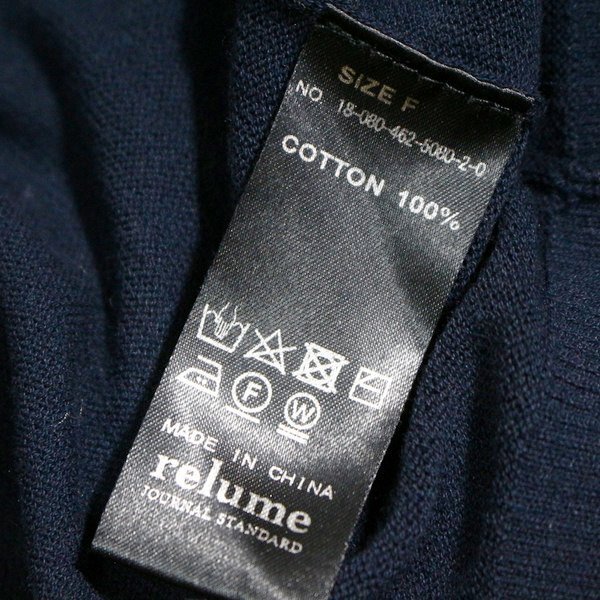 SIZE F
NO. 18-080-462-5080-2-0
COTTON 100%
F
W
MADE IN CHINA
relume
JOURNAL STANDARD